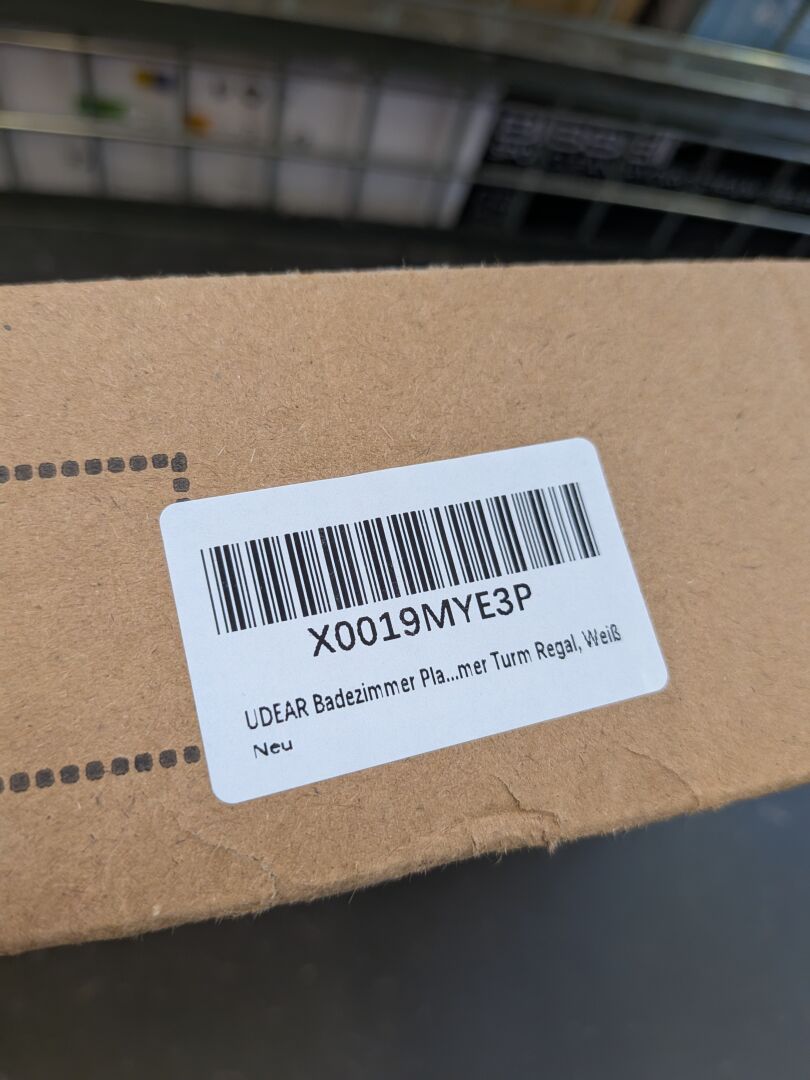 X0019MYE3P
UDEAR Badezimmer Pla...mer Turm Regal, Weiß
Neu